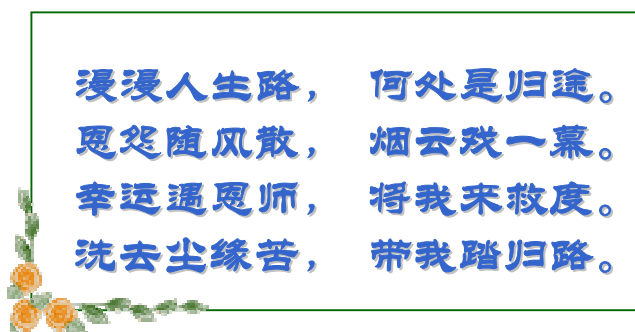 漫漫人生路， 何处是归途。
恩怨随风散， 烟云戏一幕。
幸运遇恩师， 将我来救度。
洗去尘缘苦， 带我踏归路。